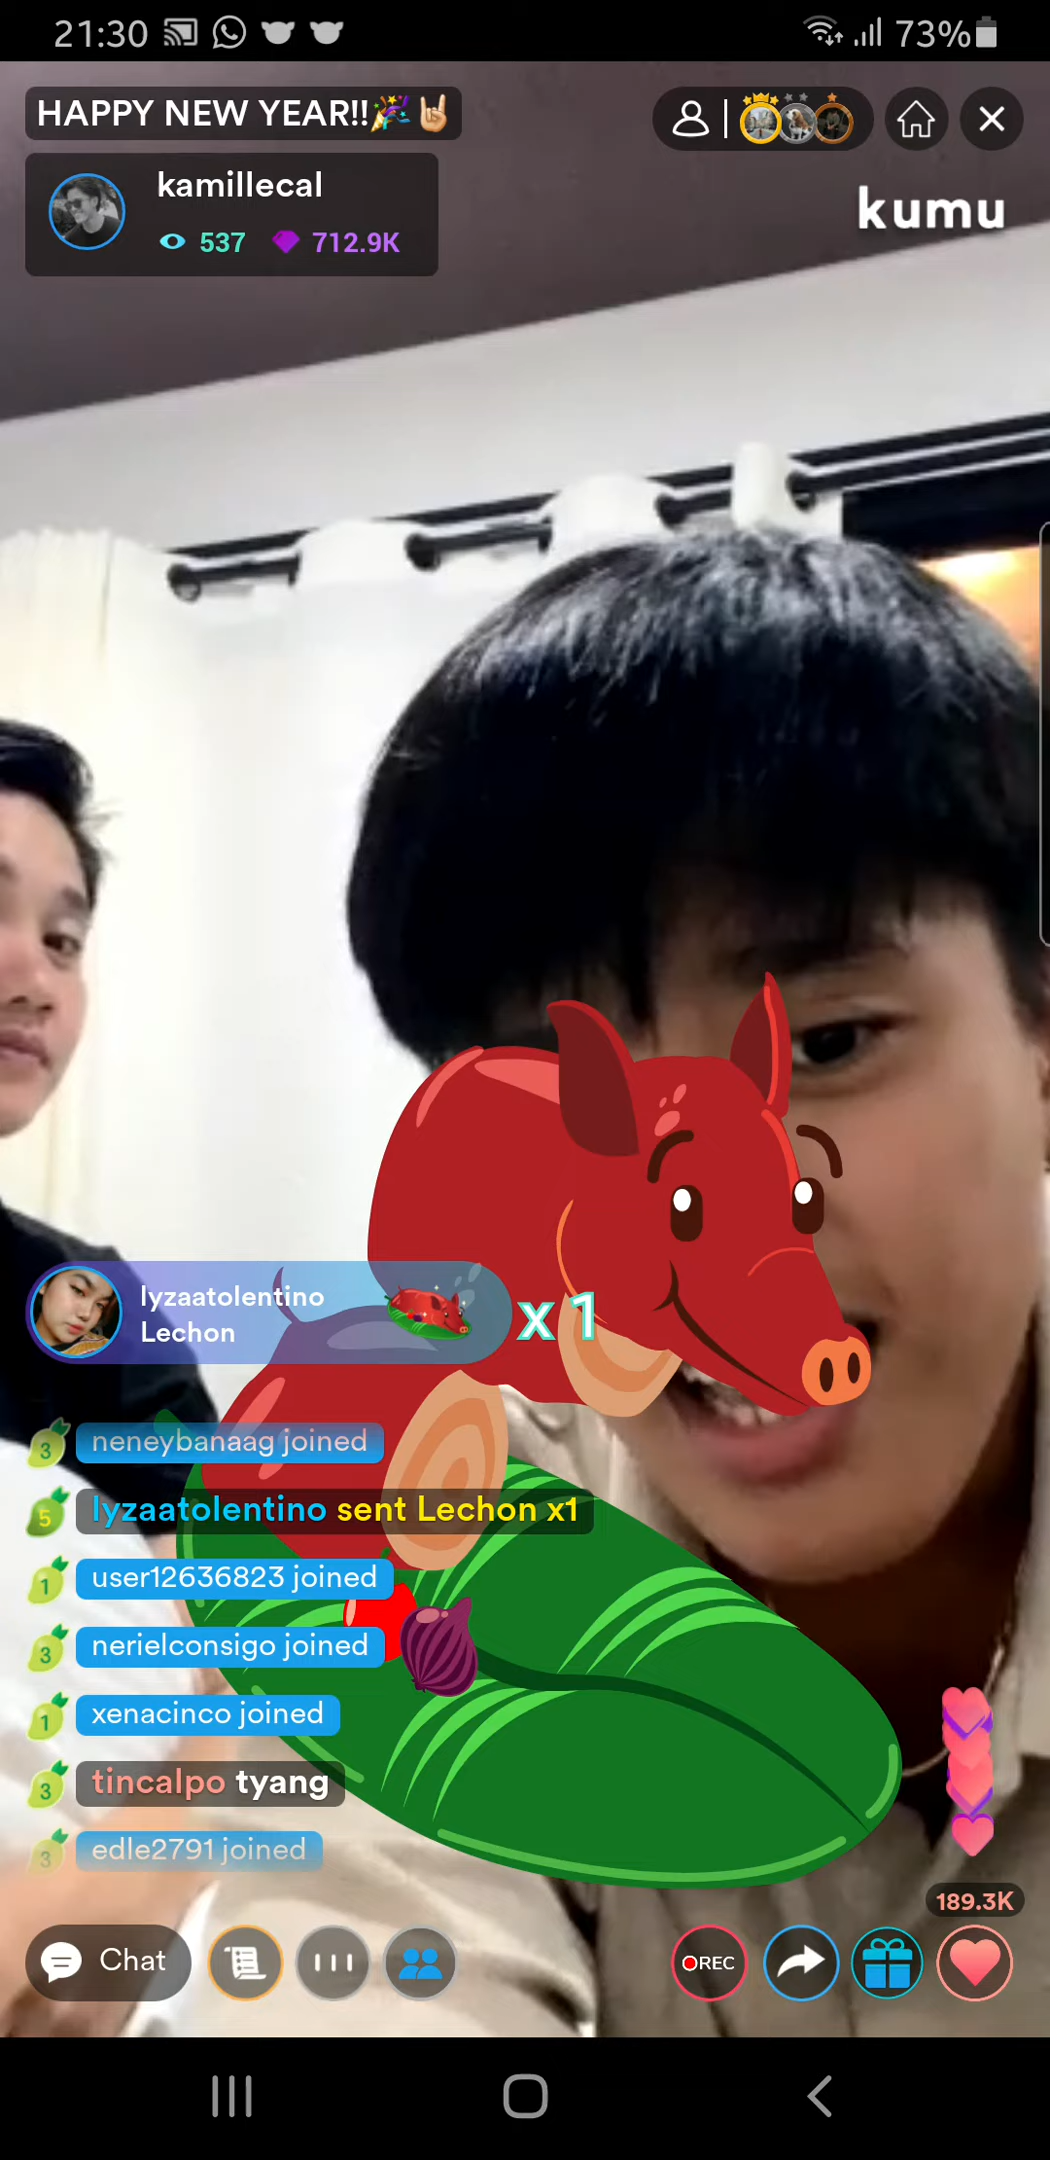 21:30
73%
HAPPY NEW YEAR!!🎉🤘🏼
kamillecal
537 712.9K
kumu
lyzaatolentino
Lechon
x 1
3 neneybanaag joined
5 lyzaatolentino sent Lechon x1
1 user12636823 joined
3 nerielconsigo joined
1 xenacinco joined
3 tincalpo tyang
3 edle2791 joined
189.3K
Chat
REC